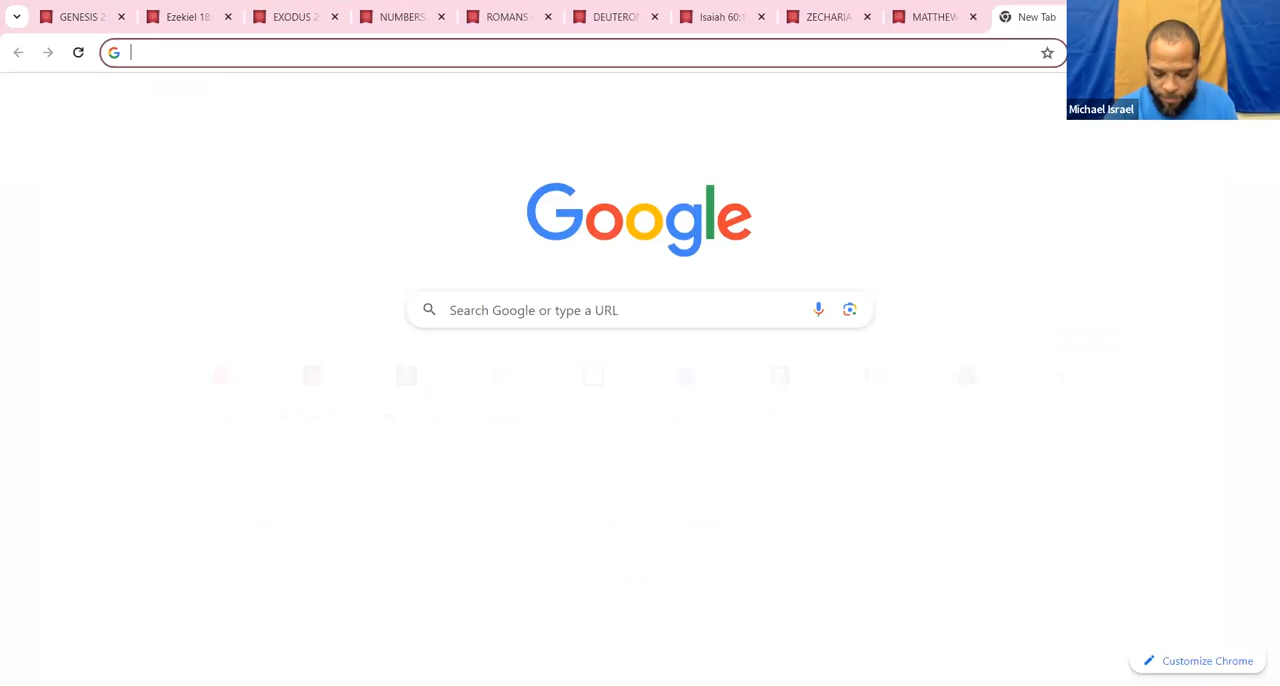 GENESIS 2
Ezekiel 18:
EXODUS 2
NUMBERS
ROMANS
DEUTERO
Isaiah 60:1
ZECHARIA
MATTHEW
New Tab
Michael Israel
Google
Search Google or type a URL
Customize Chrome